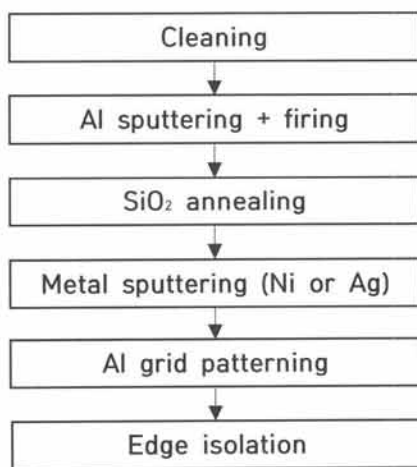 Cleaning
Al sputtering + firing
SiO₂ annealing
Metal sputtering (Ni or Ag)
Al grid patterning
Edge isolation